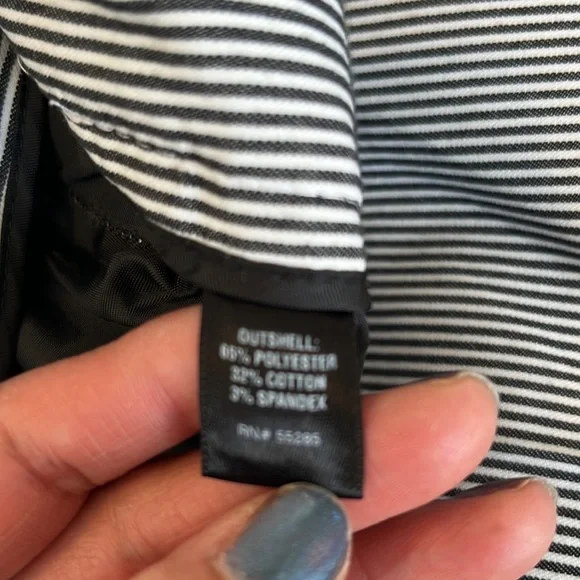 OUTSHELL:
65% POLYESTER
32% COTTON
3% SPANDEX
RN# 55285